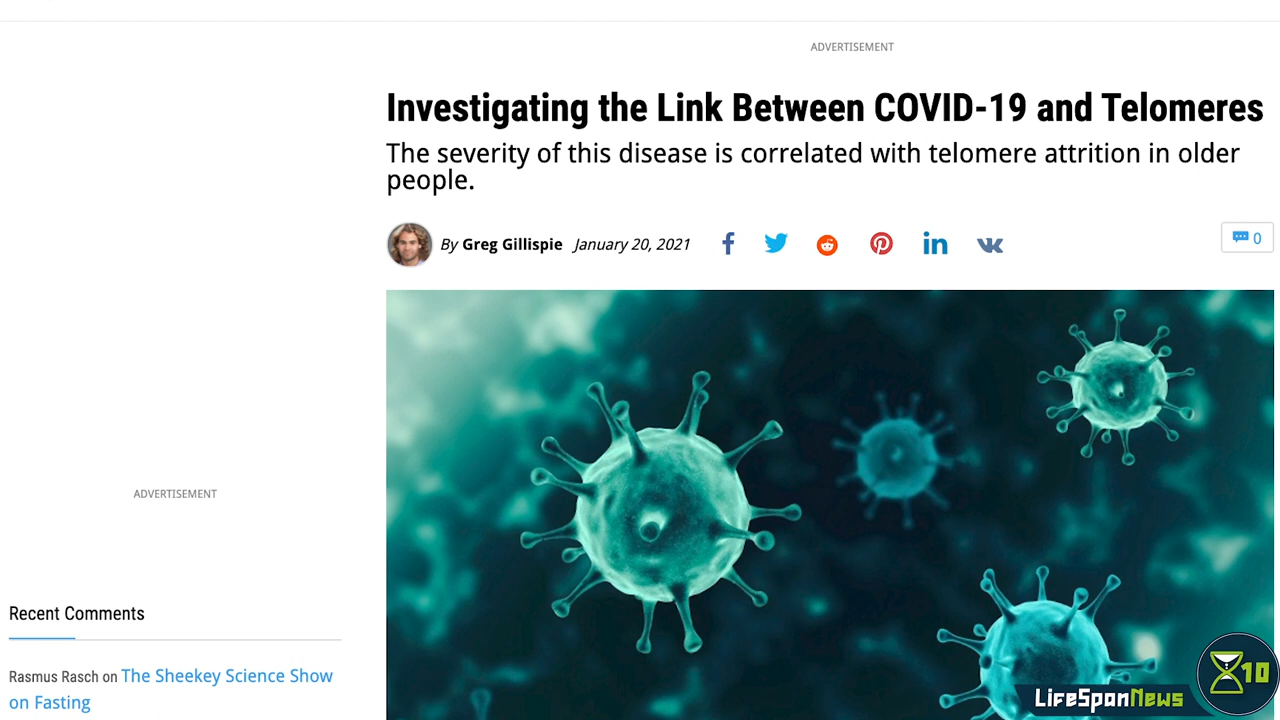 ADVERTISEMENT
Investigating the Link Between COVID-19 and Telomeres
The severity of this disease is correlated with telomere attrition in older
people.
By Greg Gillispie January 20, 2021
0
ADVERTISEMENT
Recent Comments
Rasmus Rasch on The Sheekey Science Show
on Fasting
LifeSpanNews
10